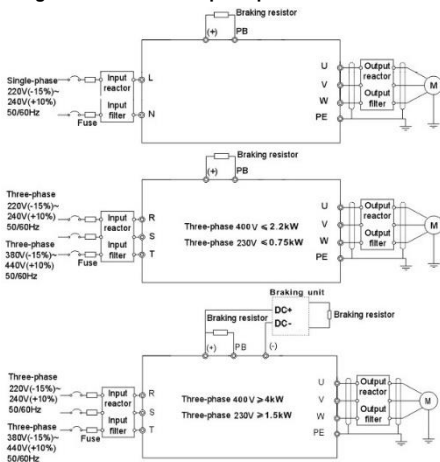 Braking resistor
(+) PB
Single-phase
220V(-15%)~
240V(+10%)
50/60Hz
Fuse
Input
reactor
Input
filter
L
N
U
V
W
PE
Output
reactor
Output
filter
M
Braking resistor
(+) PB
Three-phase
220V(-15%)~
240V(+10%)
50/60Hz
Three-phase
380V(-15%)~
440V(+10%)
50/60Hz
Fuse
Input
reactor
Input
filter
R
S
T
Three-phase 400V ≤ 2.2kW
Three-phase 230V ≤ 0.75kW
U
V
W
PE
Output
reactor
Output
filter
M
Braking unit
DC+
DC-
Braking resistor
Braking resistor
(+) PB (-)
Three-phase
220V(-15%)~
240V(+10%)
50/60Hz
Three-phase
380V(-15%)~
440V(+10%)
50/60Hz
Fuse
Input
reactor
Input
filter
R
S
T
Three-phase 400V ≥ 4kW
Three-phase 230V ≥ 1.5kW
U
V
W
PE
Output
reactor
Output
filter
M